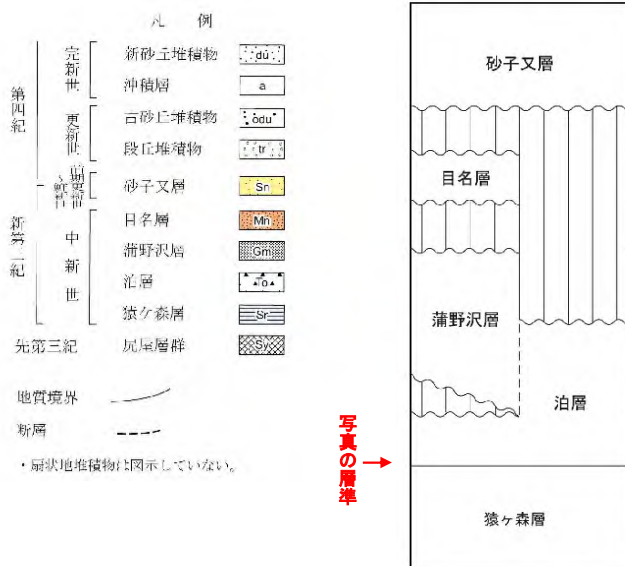 凡 例
第四紀
完新世
新砂丘堆積物 du
沖積層 a
更新世
古砂丘堆積物 odu
段丘堆積物 tr
砂子又層 Sn
新第三紀
中新世
目名層 Mn
蒲野沢層 Gm
泊層 To
猿ケ森層 Sr
先第三紀 尻屋層群 Sy
地質境界
断層
・扇状地堆積物は図示していない。
砂子又層
目名層
蒲野沢層
泊層
写真の層準
猿ヶ森層